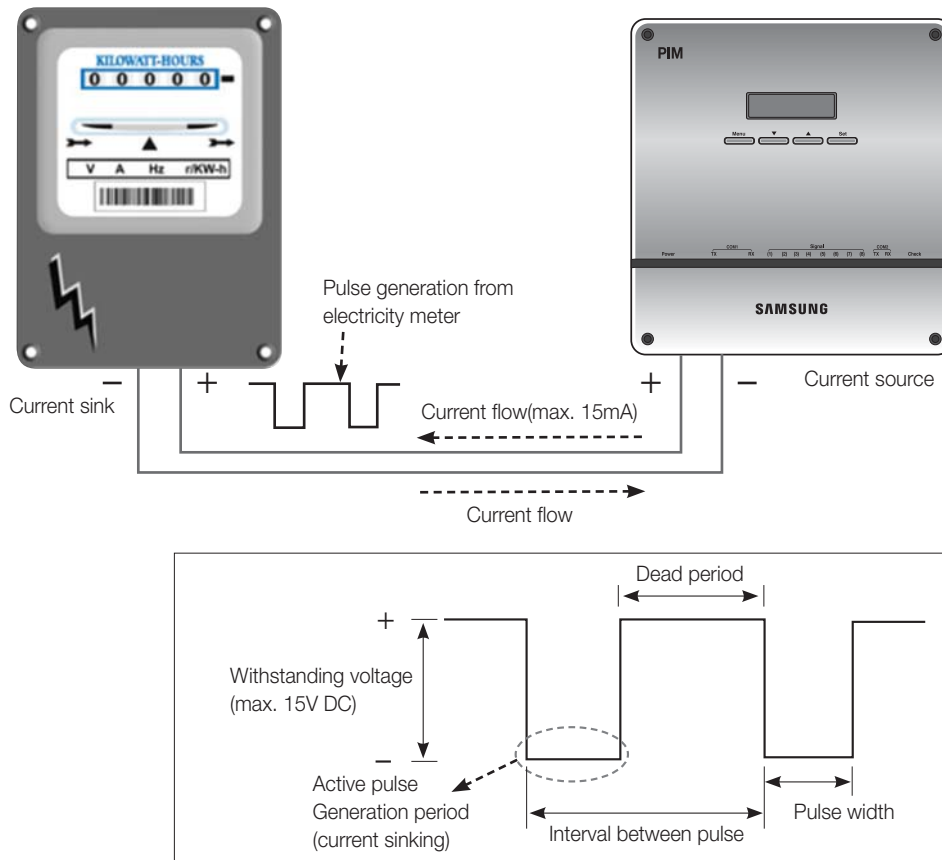 KILOWATT-HOURS
0 0 0 0 0
V A Hz r/KW-h
PIM
Menu ▼ ▲ Set
COM1 Signal COM2
Power TX RX (1) (2) (3) (4) (5) (6) (7) (8) TX RX Check
SAMSUNG
Pulse generation from
electricity meter
− +
+ −
Current sink
Current source
Current flow(max. 15mA)
Current flow
Dead period
+
Withstanding voltage
(max. 15V DC)
−
Active pulse
Generation period
(current sinking)
Interval between pulse
Pulse width